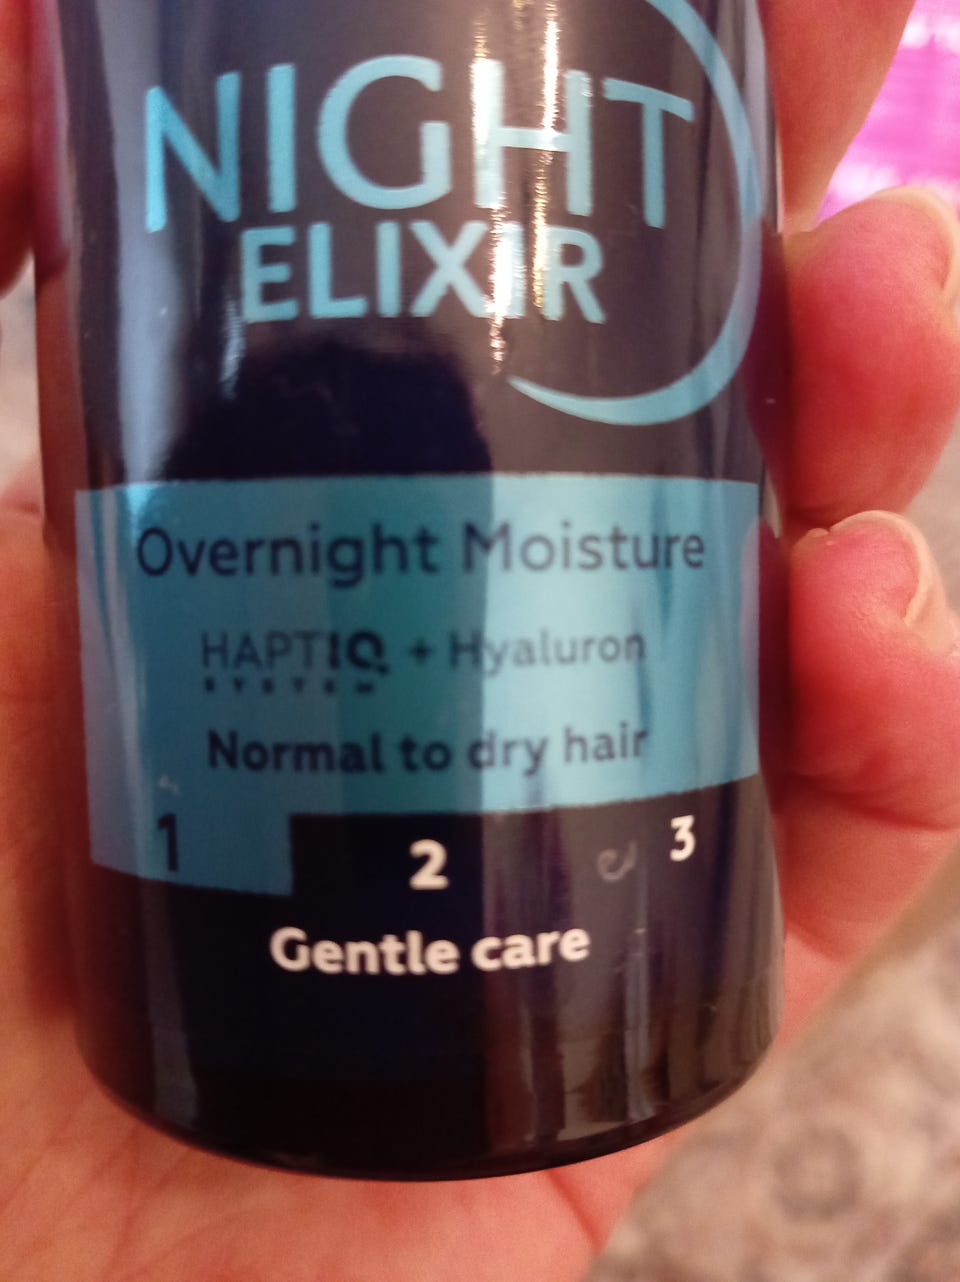 NIGHT
ELIXIR
Overnight Moisture
HAPTIQ + Hyaluron
SYSTEM
Normal to dry hair
1 2 3
Gentle care